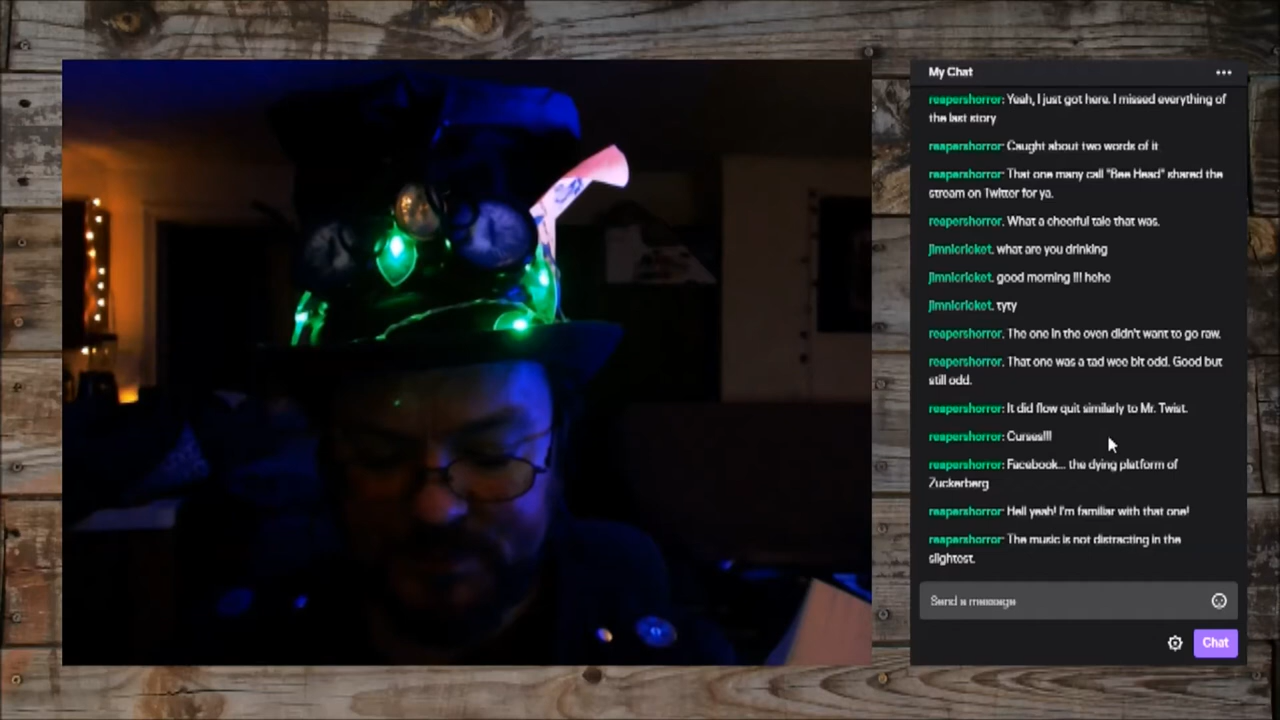 My Chat
reapershorror: Yeah, I just got here. I missed everything of
the last story
reapershorror: Caught about two words of it
reapershorror: That one many call "Bee Head" shared the
stream on Twitter for ya.
reapershorror: What a cheerful tale that was.
jimnicricket: what are you drinking
jimnicricket: good morning !!! hehe
jimnicricket: tyty
reapershorror: The one in the oven didn't want to go raw.
reapershorror: That one was a tad wee bit odd. Good but
still odd.
reapershorror: It did flow quit similarly to Mr. Twist.
reapershorror: Curses!!!
reapershorror: Facebook... the dying platform of
Zuckerberg
reapershorror: Hell yeah! I'm familiar with that one!
reapershorror: The music is not distracting in the
slightest.
Send a message
Chat